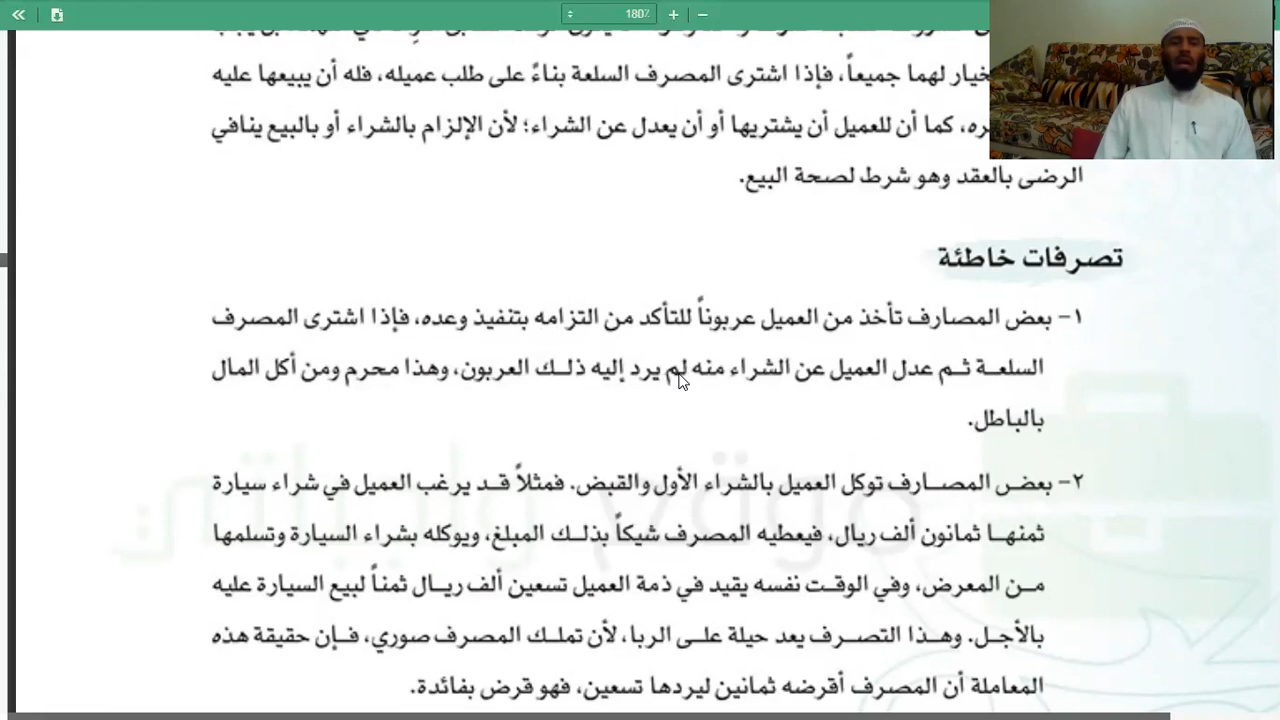 180%
خيار لهما جميعاً، فإذا اشترى المصرف السلعة بناءً على طلب عميله، فله أن يبيعها عليه
ره، كما أن للعميل أن يشتريها أو أن يعدل عن الشراء؛ لأن الإلزام بالشراء أو بالبيع ينافي
الرضى بالعقد وهو شرط لصحة البيع.
تصرفات خاطئة
١- بعض المصارف تأخذ من العميل عربوناً للتأكد من التزامه بتنفيذ وعده، فإذا اشترى المصرف
السلعة ثم عدل العميل عن الشراء منه لم يرد إليه ذلك العربون، وهذا محرم ومن أكل المال
بالباطل.
٢- بعض المصارف توكل العميل بالشراء الأول والقبض. فمثلاً قد يرغب العميل في شراء سيارة
ثمنها ثمانون ألف ريال، فيعطيه المصرف شيكاً بذلك المبلغ، ويوكله بشراء السيارة وتسلمها
من المعرض، وفي الوقت نفسه يقيد في ذمة العميل تسعين ألف ريال ثمناً لبيع السيارة عليه
بالأجل. وهذا التصرف يعد حيلة على الربا، لأن تملك المصرف صوري، فإن حقيقة هذه
المعاملة أن المصرف أقرضه ثمانين ليردها تسعين، فهو قرض بفائدة.